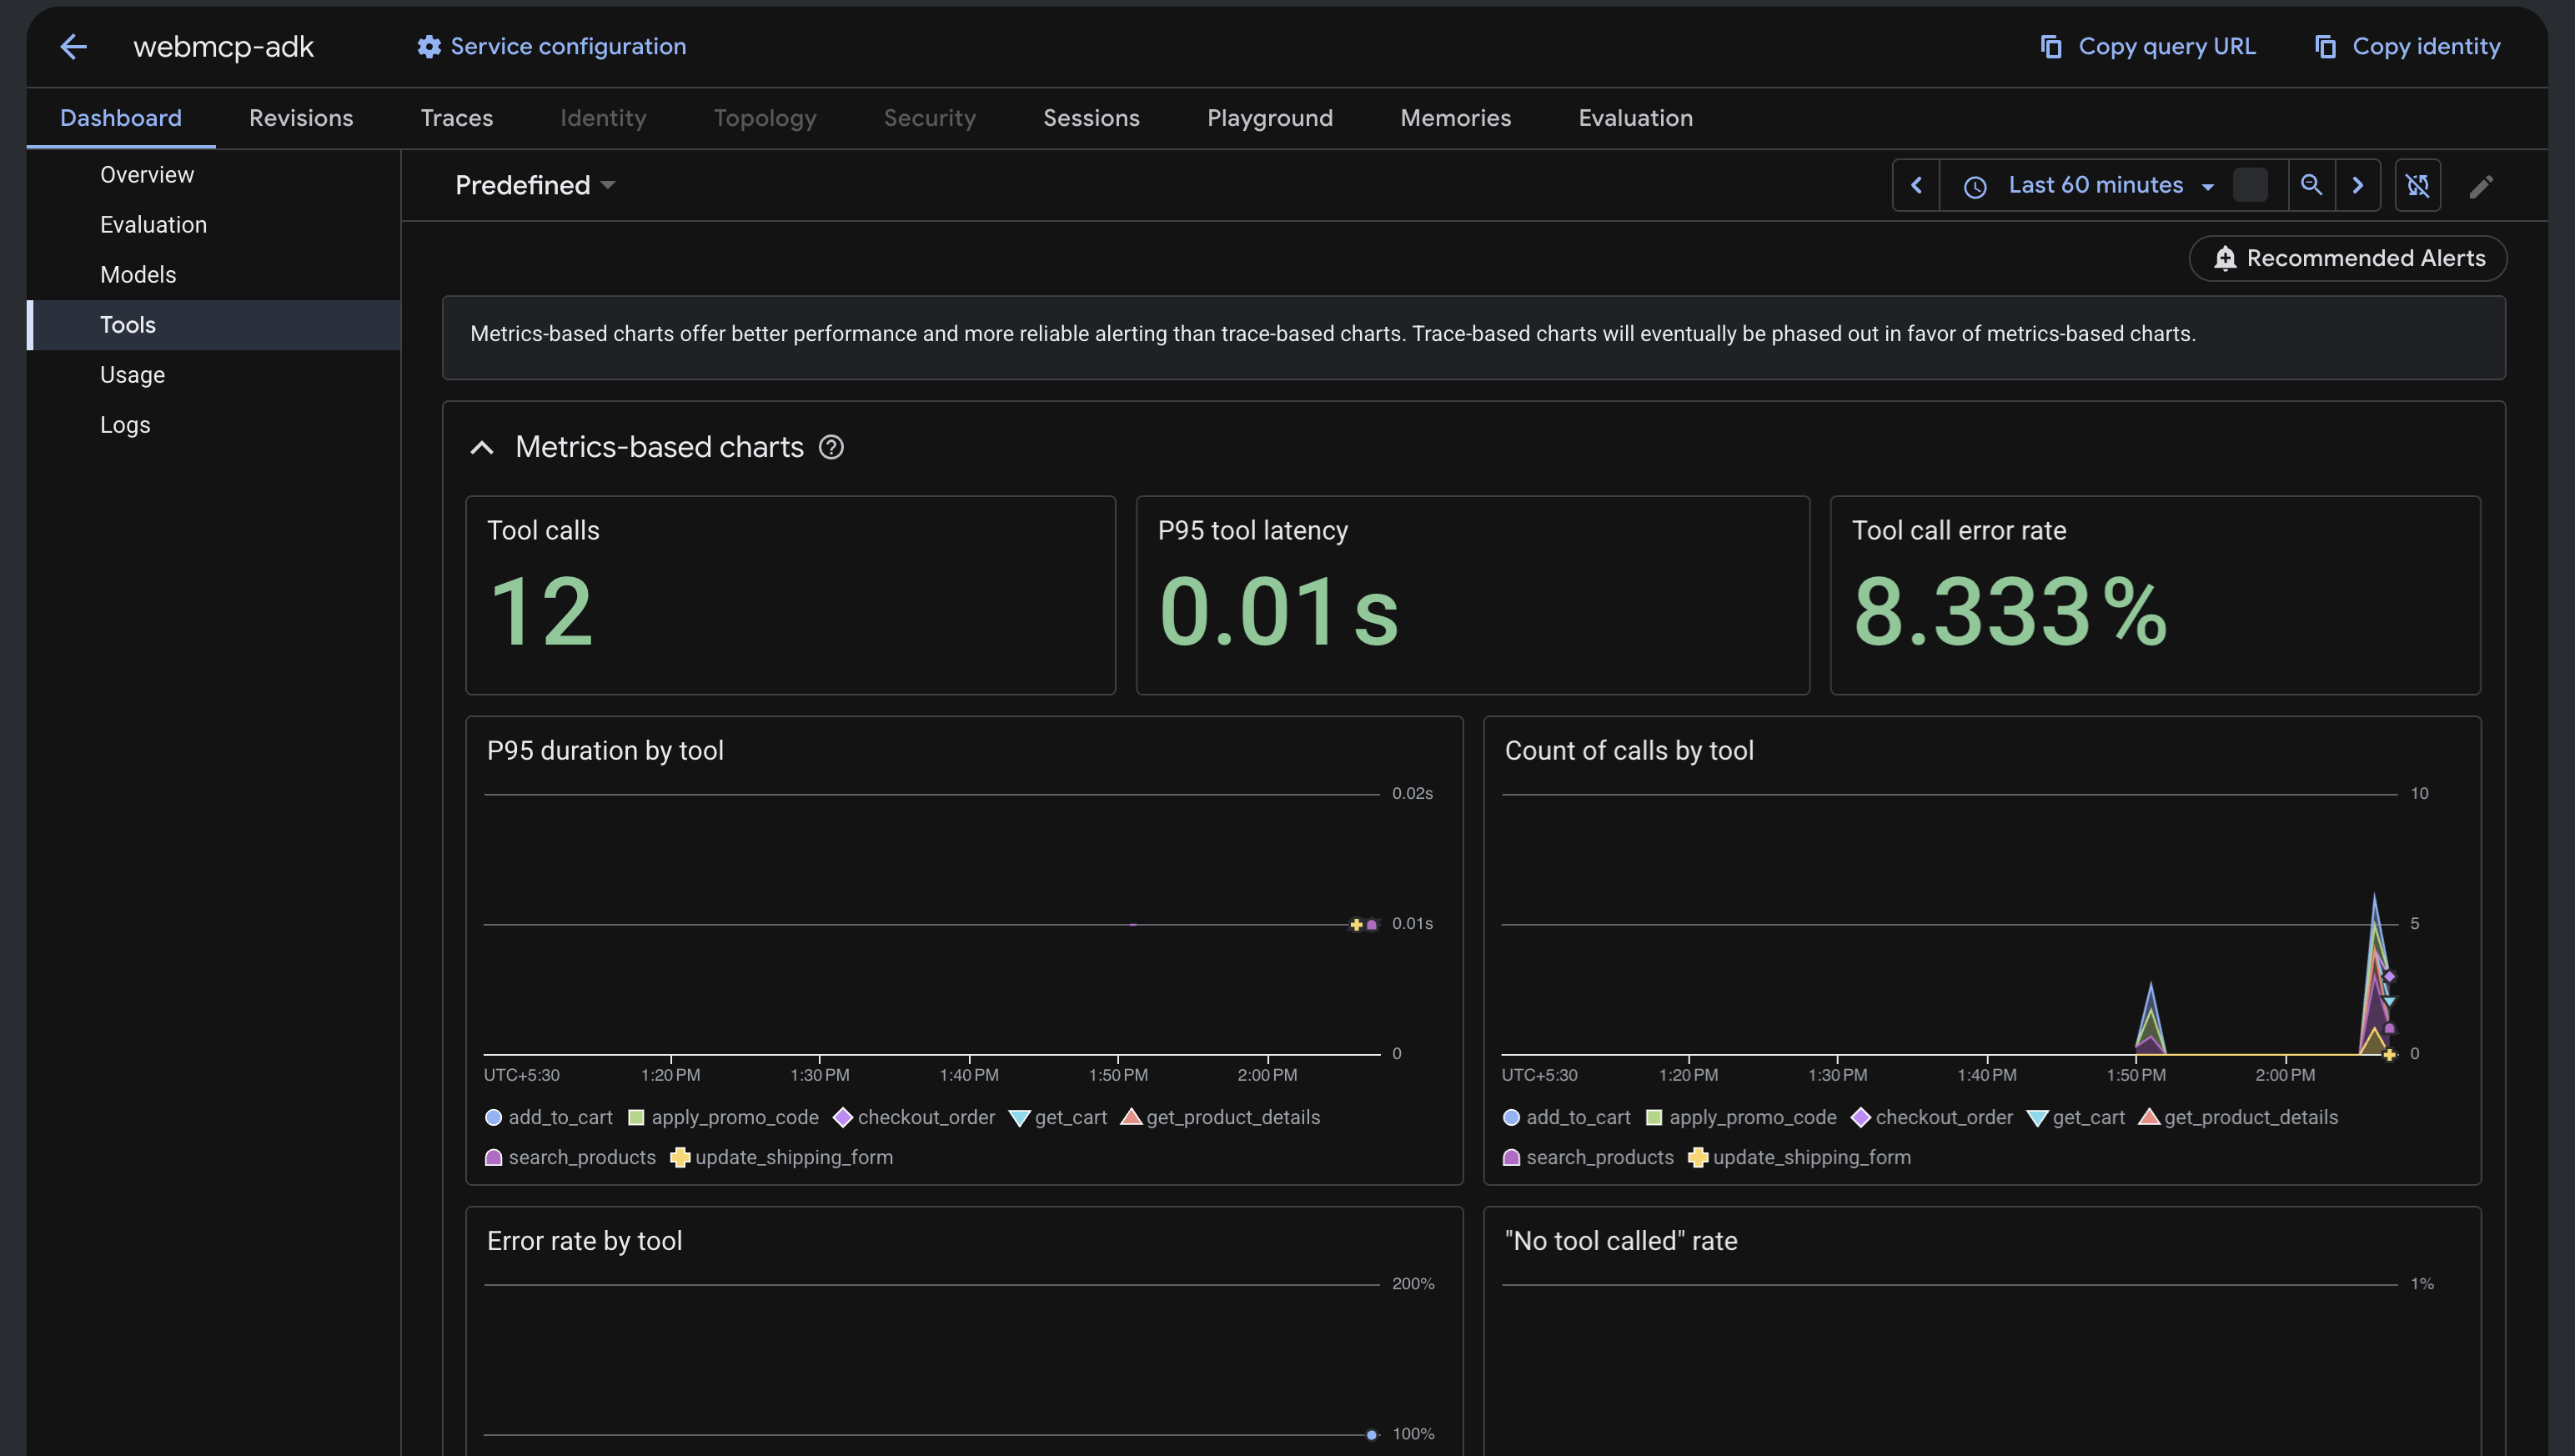 webmcp-adk Service configuration Copy query URL Copy identity
Dashboard Revisions Traces Identity Topology Security Sessions Playground Memories Evaluation
Overview
Evaluation
Models
Tools
Usage
Logs
Predefined Last 60 minutes
Recommended Alerts
Metrics-based charts offer better performance and more reliable alerting than trace-based charts. Trace-based charts will eventually be phased out in favor of metrics-based charts.
Metrics-based charts
Tool calls
12
P95 tool latency
0.01 s
Tool call error rate
8.333 %
P95 duration by tool
0.02s
0.01s
0
UTC+5:30 1:20 PM 1:30 PM 1:40 PM 1:50 PM 2:00 PM
add_to_cart apply_promo_code checkout_order get_cart get_product_details
search_products update_shipping_form
Count of calls by tool
10
5
0
UTC+5:30 1:20 PM 1:30 PM 1:40 PM 1:50 PM 2:00 PM
add_to_cart apply_promo_code checkout_order get_cart get_product_details
search_products update_shipping_form
Error rate by tool
200%
100%
"No tool called" rate
1%